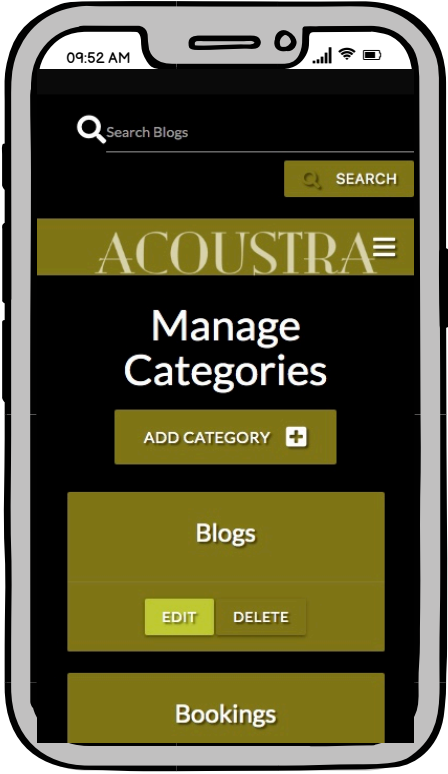 09:52 AM
Search Blogs
SEARCH
ACOUSTRA
Manage
Categories
ADD CATEGORY
Blogs
EDIT DELETE
Bookings